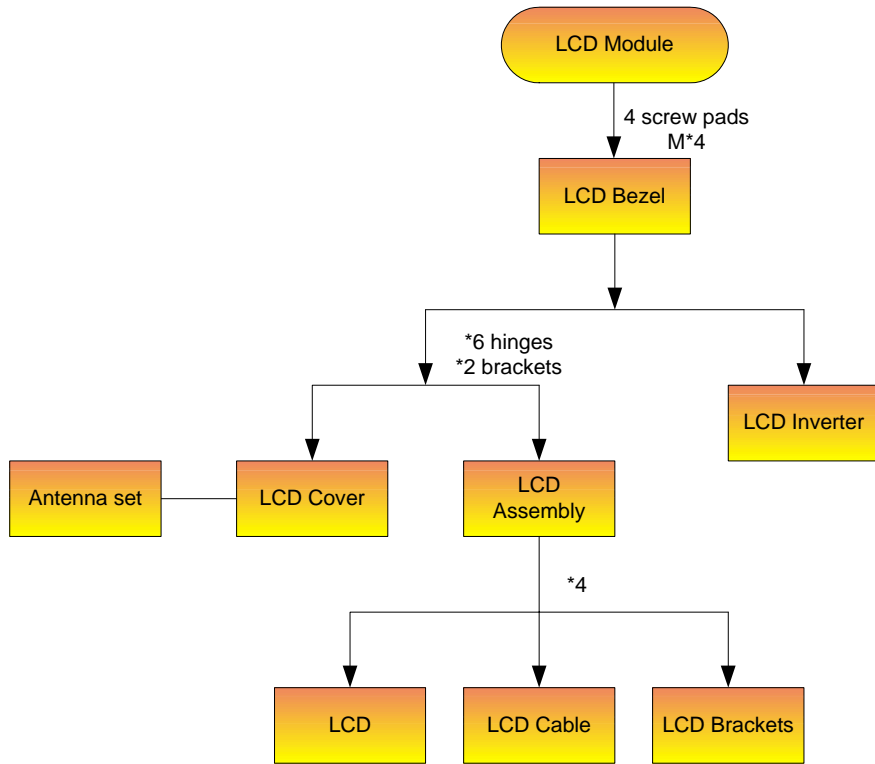 LCD Module
4 screw pads
M*4
LCD Bezel
*6 hinges
*2 brackets
LCD Inverter
Antenna set
LCD Cover
LCD
Assembly
*4
LCD
LCD Cable
LCD Brackets